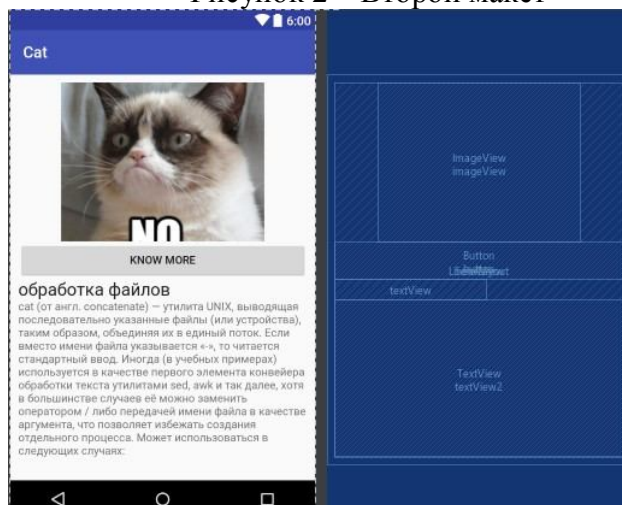 Рисунок 2 – Второй макет
6:00
Cat
NO
KNOW MORE
обработка файлов
cat (от англ. concatenate) — утилита UNIX, выводящая
последовательно указанные файлы (или устройства),
таким образом, объединяя их в единый поток. Если
вместо имени файла указывается «-», то читается
стандартный ввод. Иногда (в учебных примерах)
используется в качестве первого элемента конвейера
обработки текста утилитами sed, awk и так далее, хотя
в большинстве случаев её можно заменить
оператором / либо передачей имени файла в качестве
аргумента, что позволяет избежать создания
отдельного процесса. Может использоваться в
следующих случаях:
ImageView
imageView
Button
textView
TextView
textView2